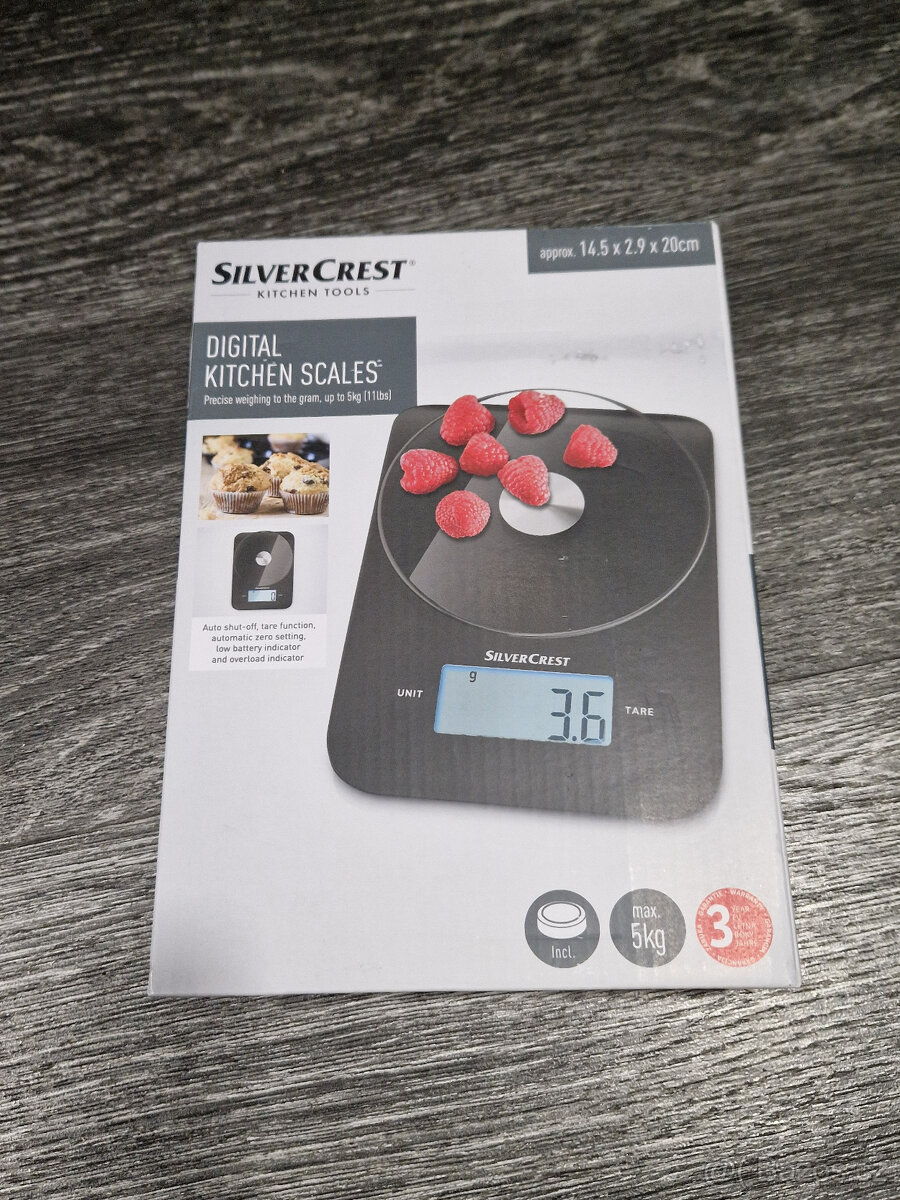 SILVERCREST®
KITCHEN TOOLS
approx. 14.5 x 2.9 x 20cm
DIGITAL
KITCHEN SCALES
Precise weighing to the gram, up to 5kg (11lbs)
Auto shut-off, tare function,
automatic zero setting,
low battery indicator
and overload indicator
SILVERCREST
g
UNIT
3.6
TARE
Incl.
max.
5kg
3
YEAR